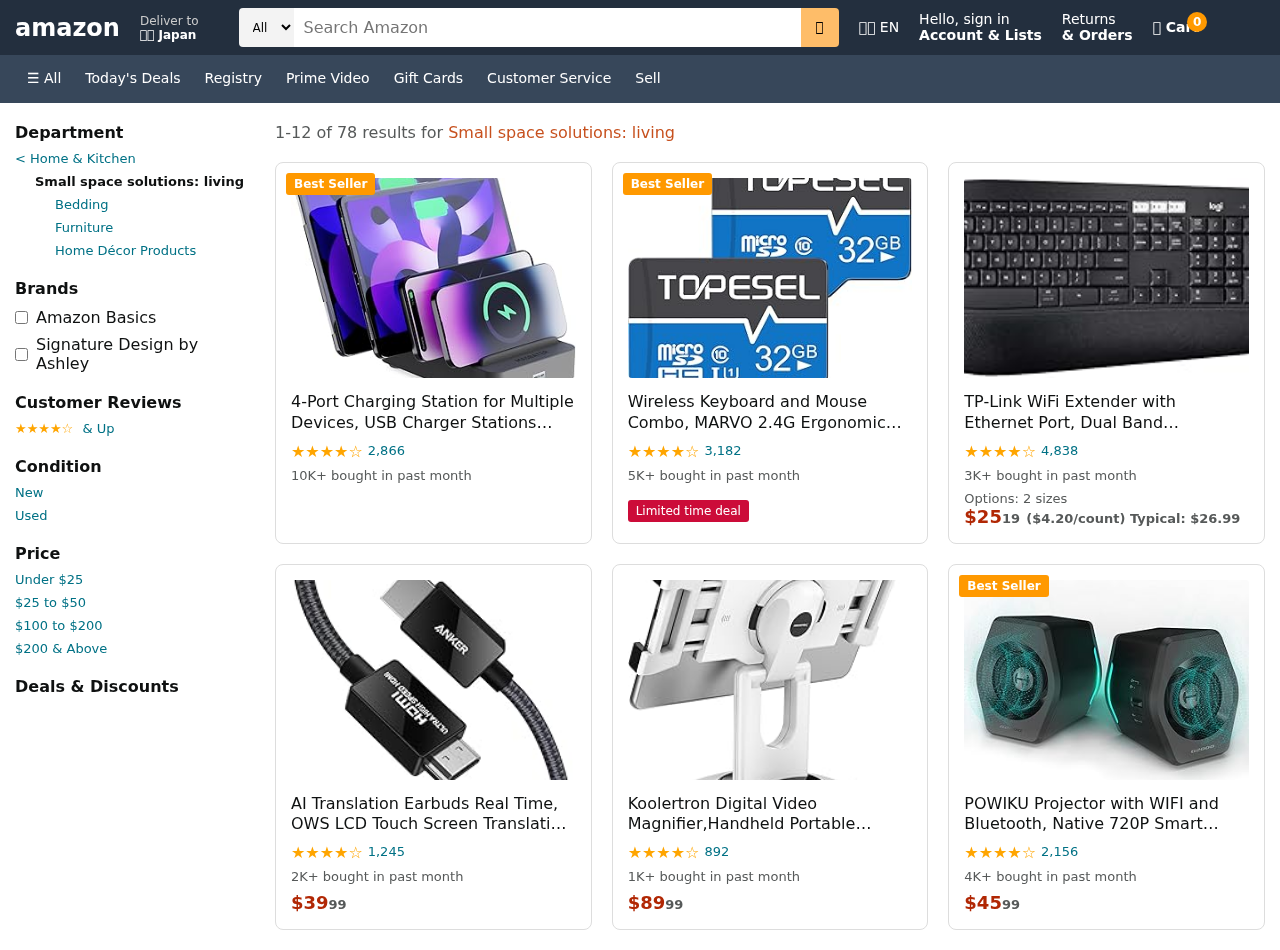 amazon
Deliver to
Japan
All
Search Amazon
EN
Hello, sign in
Account & Lists
Returns
& Orders
0
☰ All
Today's Deals
Registry
Prime Video
Gift Cards
Customer Service
Sell
Department
< Home & Kitchen
Small space solutions: living
Bedding
Furniture
Home Décor Products
Brands
Amazon Basics
Signature Design by
Ashley
Customer Reviews
★★★★☆ & Up
Condition
New
Used
Price
Under $25
$25 to $50
$100 to $200
$200 & Above
Deals & Discounts
1-12 of 78 results for Small space solutions: living
Best Seller
4-Port Charging Station for Multiple
Devices, USB Charger Stations...
★★★★☆ 2,866
10K+ bought in past month
Best Seller
TOPESEL
micro SD 10 32GB
TOPESEL
micro SD 10 32GB
Wireless Keyboard and Mouse
Combo, MARVO 2.4G Ergonomic...
★★★★☆ 3,182
5K+ bought in past month
Limited time deal
logi
TP-Link WiFi Extender with
Ethernet Port, Dual Band...
★★★★☆ 4,838
3K+ bought in past month
Options: 2 sizes
$25 19 ($4.20/count) Typical: $26.99
ANKER
HDMI
ULTRA HIGH SPEED HDMI
AI Translation Earbuds Real Time,
OWS LCD Touch Screen Translati...
★★★★☆ 1,245
2K+ bought in past month
$39 99
Koolertron Digital Video
Magnifier,Handheld Portable...
★★★★☆ 892
1K+ bought in past month
$89 99
Best Seller
POWIKU Projector with WIFI and
Bluetooth, Native 720P Smart...
★★★★☆ 2,156
4K+ bought in past month
$45 99